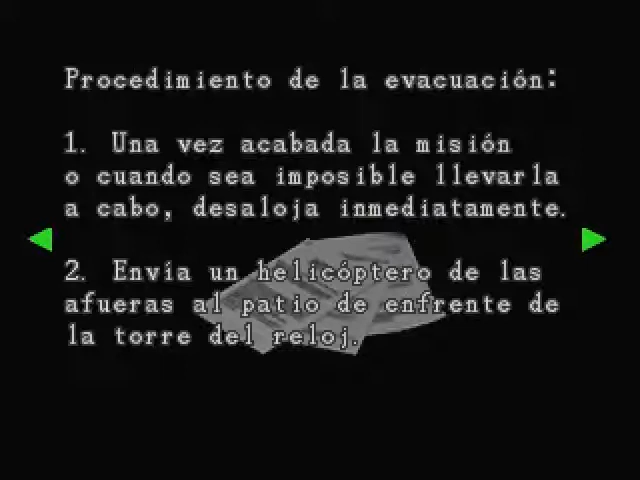 Procedimiento de la evacuación:
1. Una vez acabada la misión
o cuando sea imposible llevarla
a cabo, desaloja inmediatamente.
2. Envía un helicóptero de las
afueras al patio de enfrente de
la torre del reloj.